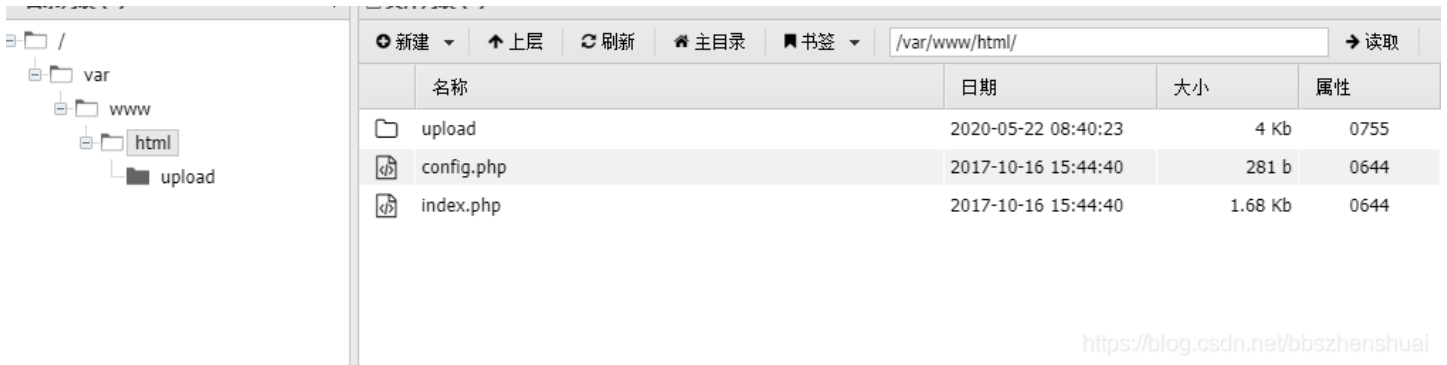 /
var
www
html
upload
新建 上层 刷新 主目录 书签 /var/www/html/ 读取
名称 日期 大小 属性
upload 2020-05-22 08:40:23 4 Kb 0755
config.php 2017-10-16 15:44:40 281 b 0644
index.php 2017-10-16 15:44:40 1.68 Kb 0644
https://blog.csdn.net/bbszhenshuai